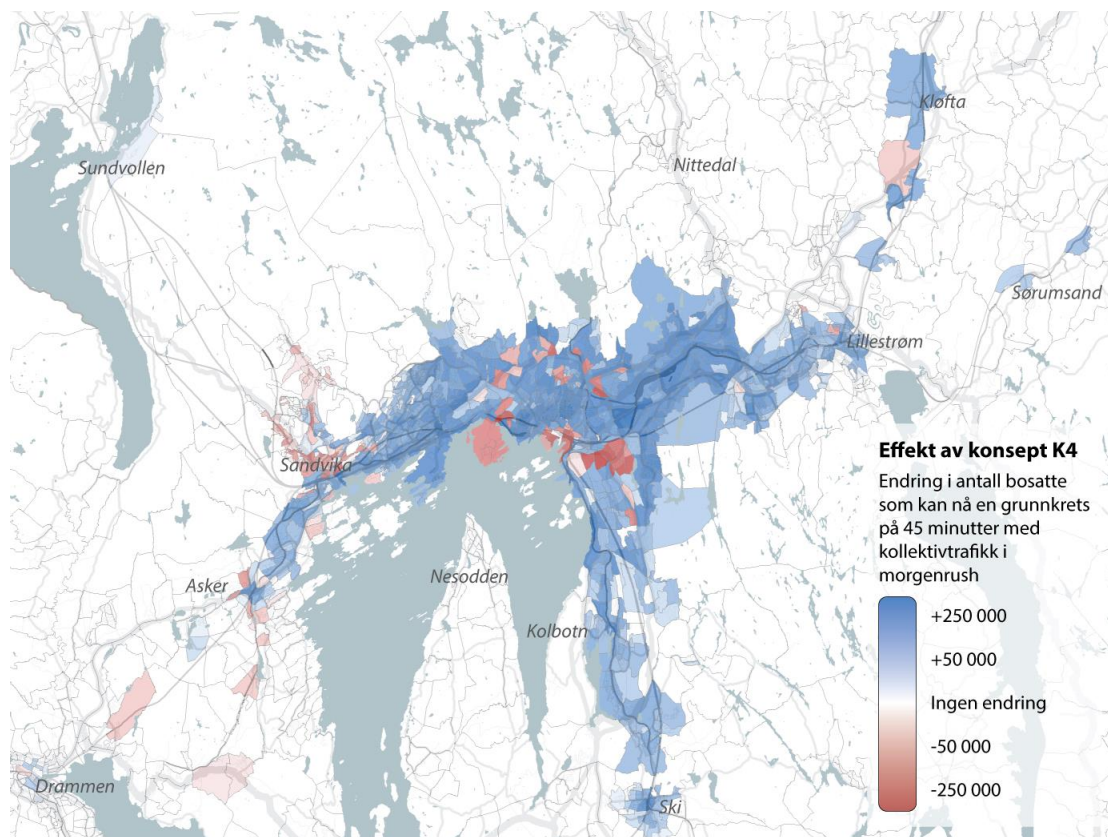 Kløfta
Sundvollen
Nittedal
Sørumsand
Lillestrøm
Sandvika
Asker
Nesodden
Kolbotn
Drammen
Ski
Effekt av konsept K4
Endring i antall bosatte
som kan nå en grunnkrets
på 45 minutter med
kollektivtrafikk i
morgenrush
+250 000
+50 000
Ingen endring
-50 000
-250 000